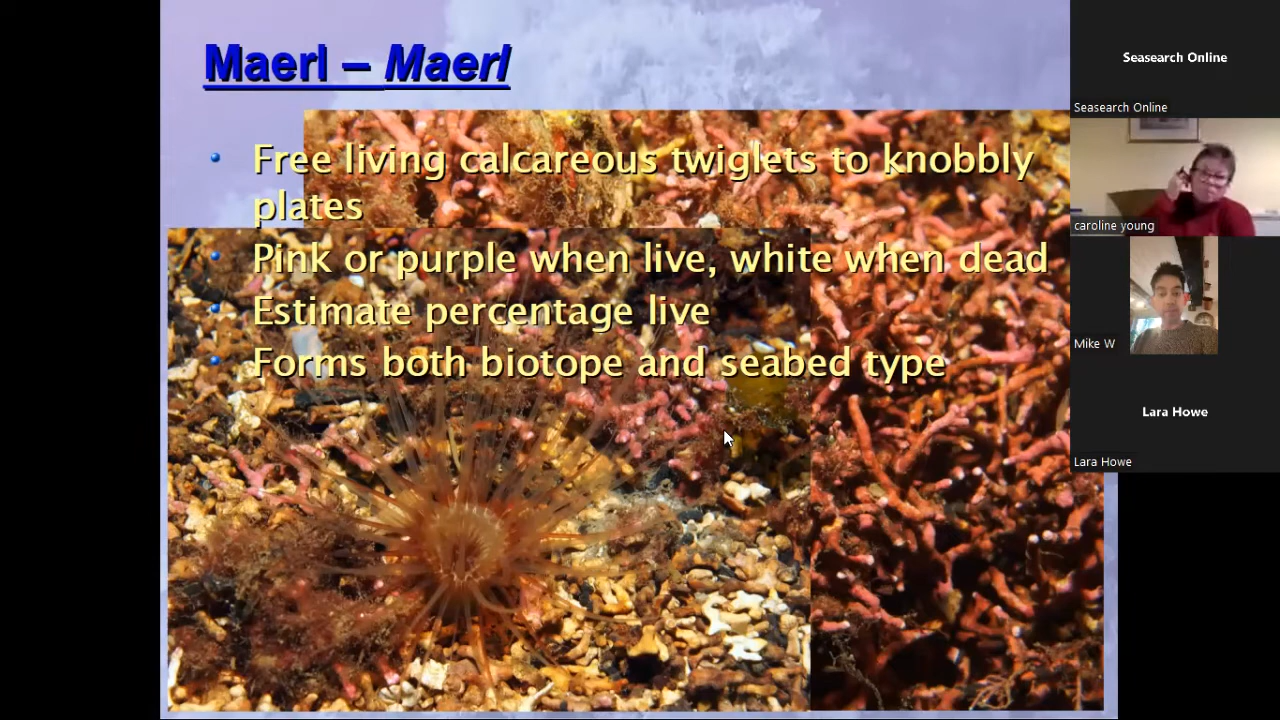 Maerl – Maerl
Free living calcareous twiglets to knobbly
plates
Pink or purple when live, white when dead
Estimate percentage live
Forms both biotope and seabed type
Seasearch Online
Seasearch Online
caroline young
Mike W
Lara Howe
Lara Howe